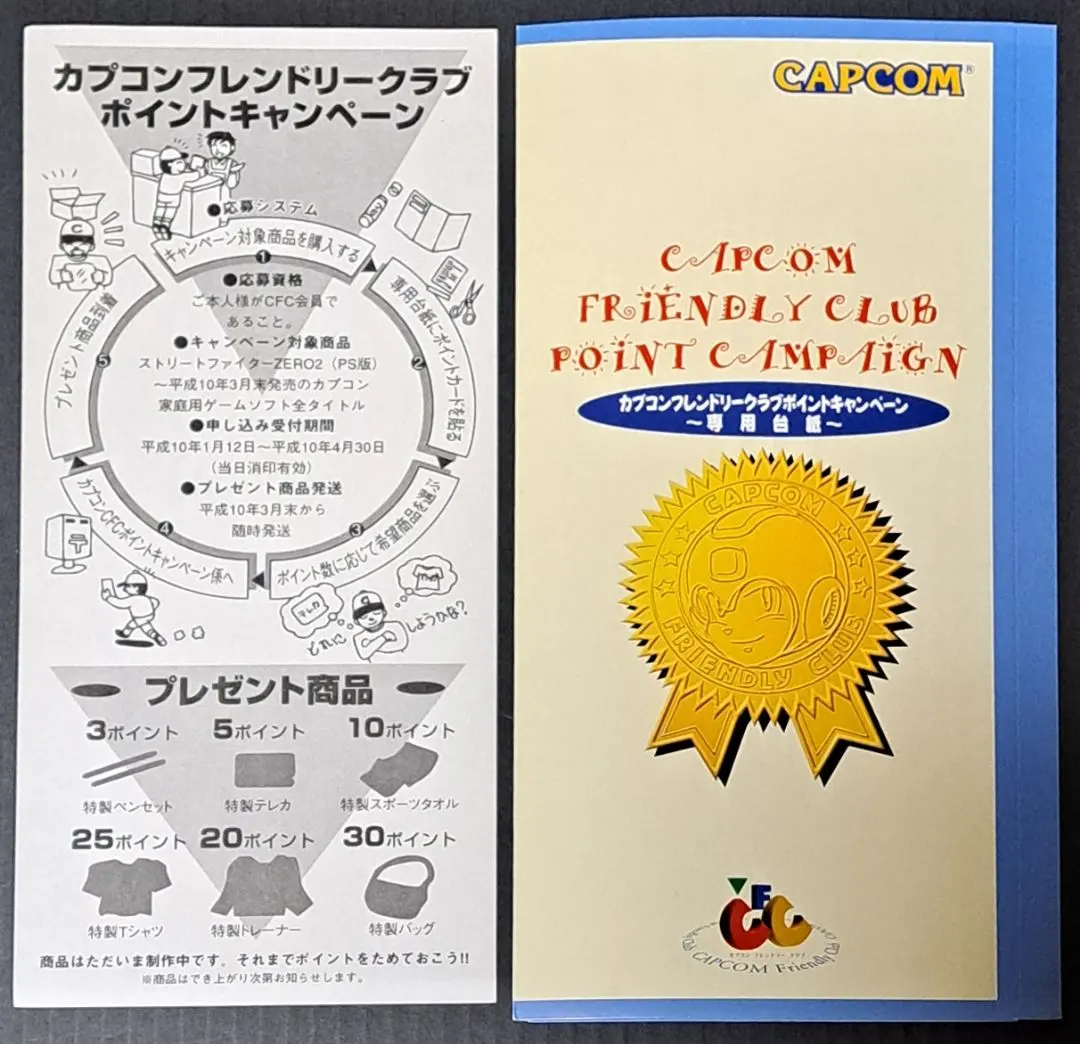 カプコンフレンドリークラブ
ポイントキャンペーン
●応募システム
キャンペーン対象商品を購入する
1
専用台紙にポイントカードを貼る
2
ポイント数に応じて希望商品を選ぶ
3
カプコンCFCポイントキャンペーン係へ
4
プレゼント商品到着
5
●応募資格
ご本人様がCFC会員で
あること。
●キャンペーン対象商品
ストリートファイターZERO2（PS版）
～平成10年3月末発売のカプコン
家庭用ゲームソフト全タイトル
●申し込み受付期間
平成10年1月12日～平成10年4月30日
（当日消印有効）
●プレゼント商品発送
平成10年3月末から
随時発送
C
〒
テレカ
どれに
しようかな?
プレゼント商品
3ポイント 5ポイント 10ポイント
特製ペンセット 特製テレカ 特製スポーツタオル
25ポイント 20ポイント 30ポイント
特製Tシャツ 特製トレーナー 特製バッグ
商品はただいま制作中です。それまでポイントをためておこう!!
※商品はでき上がり次第お知らせします。
CAPCOM®
CAPCOM
FRiENDLY CLUB
POiNT CAMPAiGN
カプコンフレンドリークラブポイントキャンペーン
～専用台紙～
CAPCOM
FRIENDLY CLUB
CFC
カプコン フレンドリー クラブ
CAPCOM Friendly